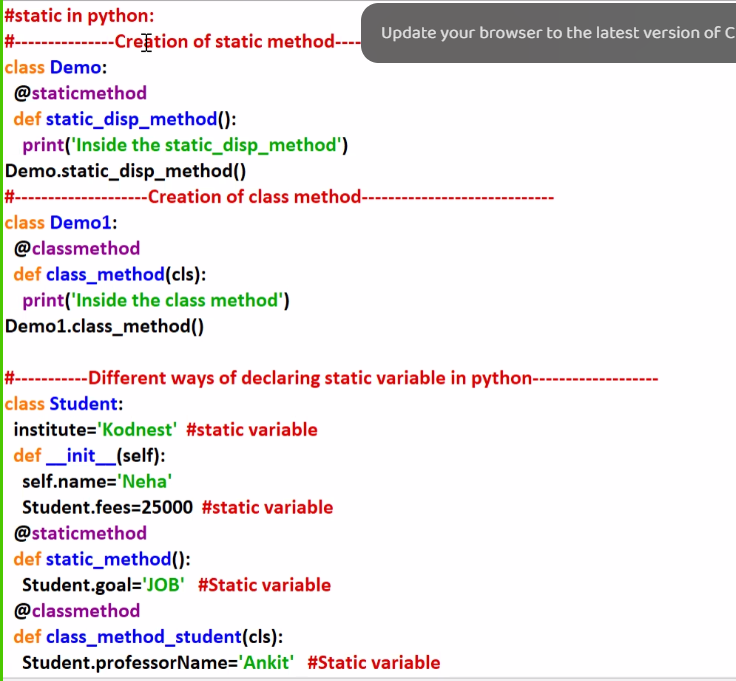 #static in python:
Update your browser to the latest version of C
#---------------Creation of static method----
class Demo:
@staticmethod
def static_disp_method():
print('Inside the static_disp_method')
Demo.static_disp_method()
#--------------------Creation of class method-----------------------------
class Demo1:
@classmethod
def class_method(cls):
print('Inside the class method')
Demo1.class_method()
#-----------Different ways of declaring static variable in python-------------------
class Student:
institute='Kodnest' #static variable
def __init__(self):
self.name='Neha'
Student.fees=25000 #static variable
@staticmethod
def static_method():
Student.goal='JOB' #Static variable
@classmethod
def class_method_student(cls):
Student.professorName='Ankit' #Static variable